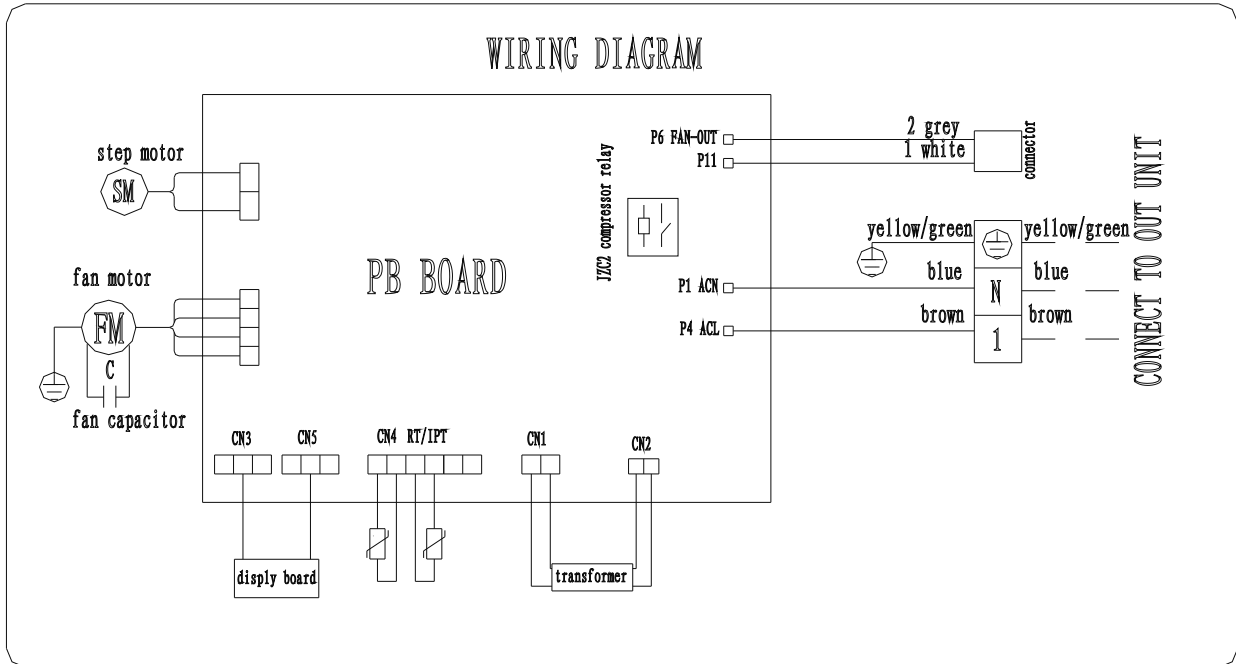 WIRING DIAGRAM
step motor
SM
fan motor
FM
C
fan capacitor
PB BOARD
JZC2 compressor relay
P6 FAN-OUT
P11
P1 ACN
P4 ACL
2 grey
1 white
connector
yellow/green
yellow/green
blue
N
blue
brown
1
brown
CONNECT TO OUT UNIT
CN3
CN5
CN4 RT/IPT
CN1
CN2
disply board
transformer